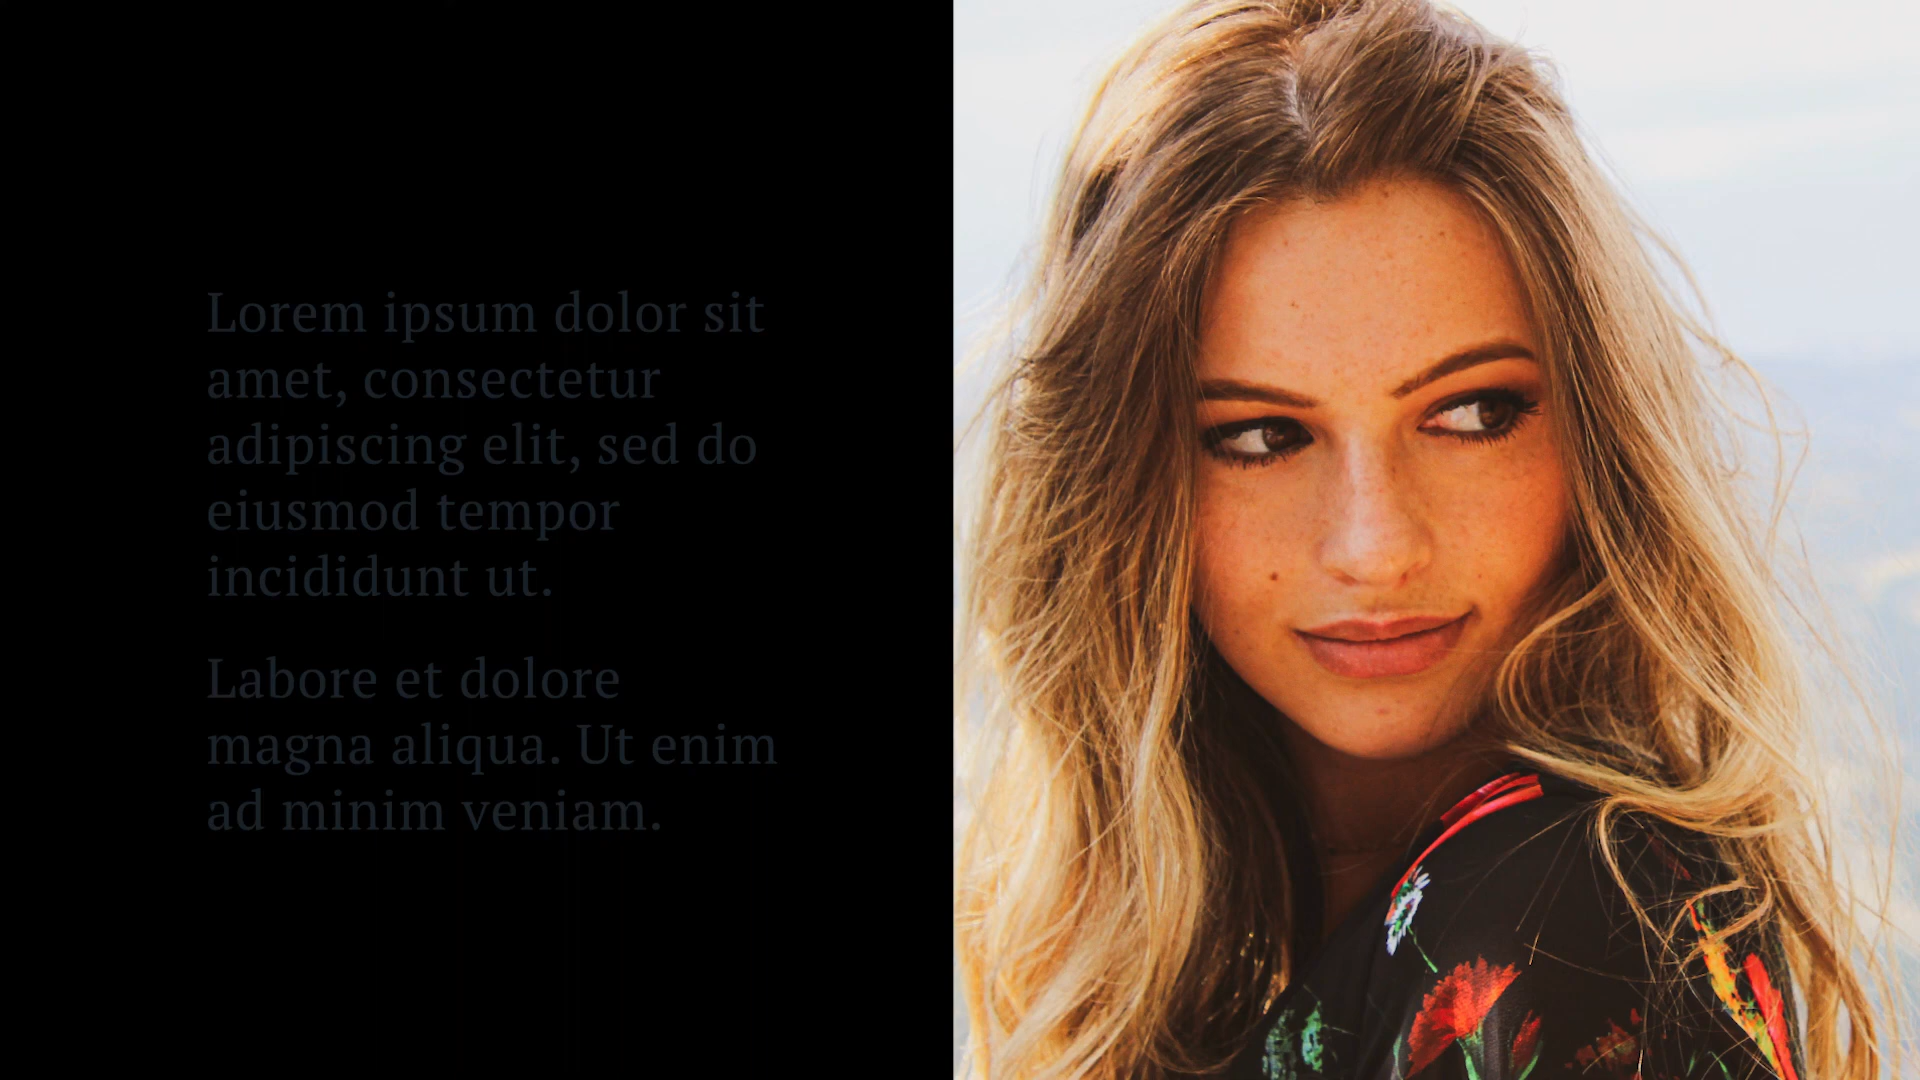 Lorem ipsum dolor sit
amet, consectetur
adipiscing elit, sed do
eiusmod tempor
incididunt ut.
Labore et dolore
magna aliqua. Ut enim
ad minim veniam.